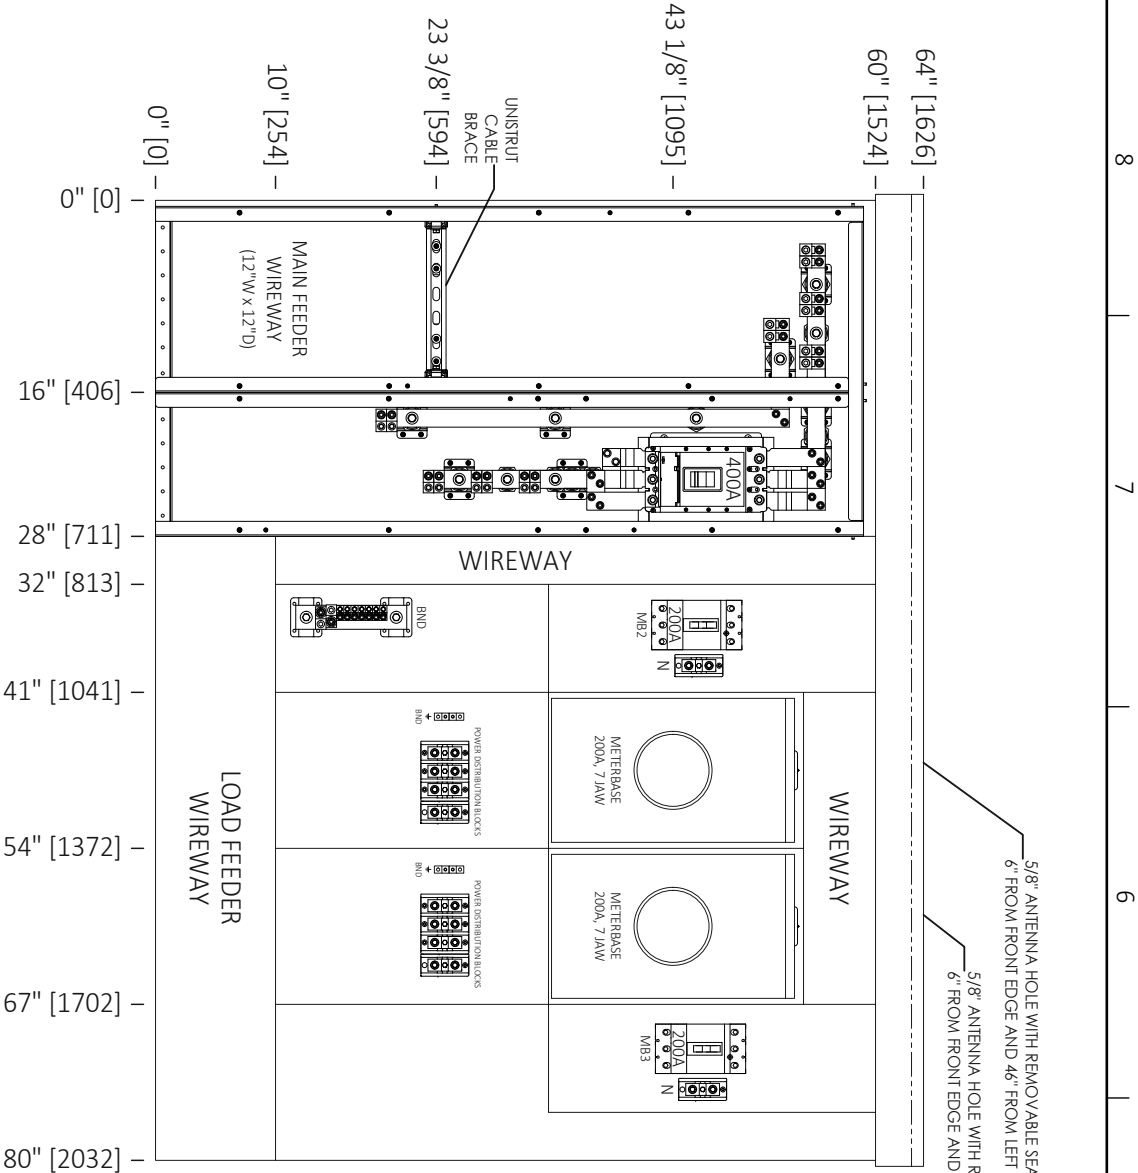 8
7
6
64" [1626]
60" [1524]
43 1/8" [1095]
23 3/8" [594]
10" [254]
0" [0]
UNISTRUT
CABLE
BRACE
0" [0]
16" [406]
28" [711]
32" [813]
41" [1041]
54" [1372]
67" [1702]
80" [2032]
MAIN FEEDER
WIREWAY
(12"W x 12"D)
400A
WIREWAY
200A
MB2
N
BND
METERBASE
200A, 7 JAW
WIREWAY
BND
POWER DISTRIBUTION BLOCKS
METERBASE
200A, 7 JAW
BND
POWER DISTRIBUTION BLOCKS
LOAD FEEDER
WIREWAY
200A
MB3
N
5/8" ANTENNA HOLE WITH REMOVABLE
6" FROM FRONT EDGE AND 46" FROM LEFT
5/8" ANTENNA HOLE WITH
6" FROM FRONT EDGE AND